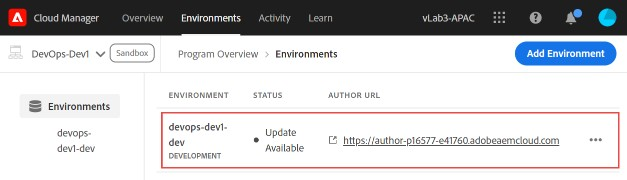 Cloud Manager Overview Environments Activity Learn vLab3-APAC
DevOps-Dev1 Sandbox Program Overview > Environments Add Environment
Environments
devops-
dev1-dev
ENVIRONMENT STATUS AUTHOR URL
devops-dev1-
dev
DEVELOPMENT
Update
Available
https://author-p16577-e41760.adobeaemcloud.com